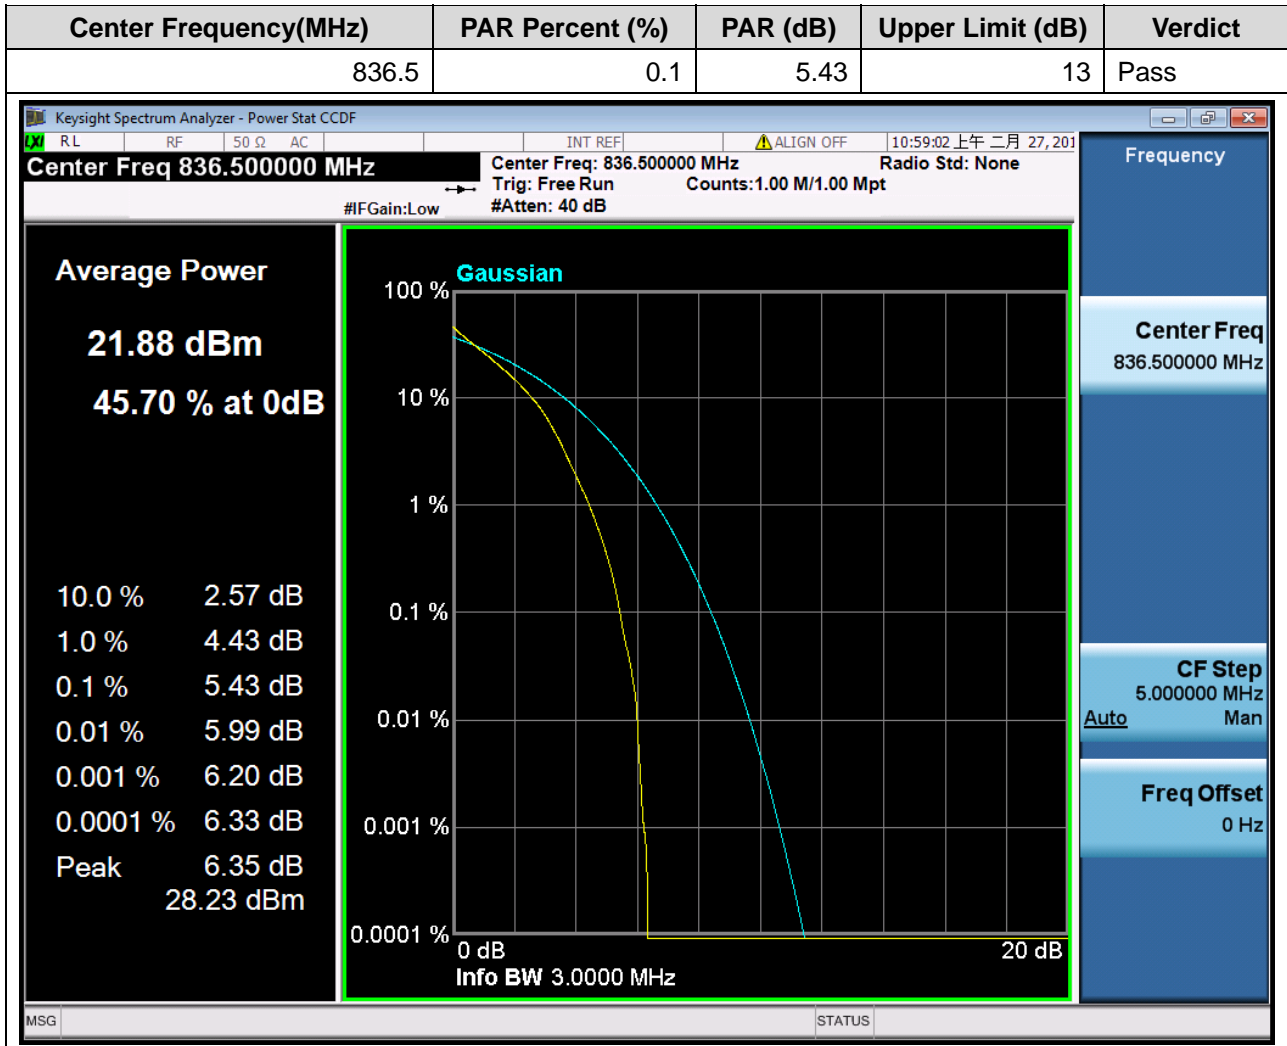 Center Frequency(MHz) PAR Percent (%) PAR (dB) Upper Limit (dB) Verdict
836.5 0.1 5.43 13 Pass
Keysight Spectrum Analyzer - Power Stat CCDF
LXI RL RF 50 Ω AC INT REF ALIGN OFF 10:59:02 上午 二月 27, 201
Center Freq 836.500000 MHz
Center Freq: 836.500000 MHz Radio Std: None
Trig: Free Run Counts:1.00 M/1.00 Mpt
#IFGain:Low #Atten: 40 dB
Frequency
Average Power
21.88 dBm
45.70 % at 0dB
10.0 % 2.57 dB
1.0 % 4.43 dB
0.1 % 5.43 dB
0.01 % 5.99 dB
0.001 % 6.20 dB
0.0001 % 6.33 dB
Peak 6.35 dB
28.23 dBm
Gaussian
100 %
10 %
1 %
0.1 %
0.01 %
0.001 %
0.0001 %
0 dB 20 dB
Info BW 3.0000 MHz
Center Freq
836.500000 MHz
CF Step
5.000000 MHz
Auto Man
Freq Offset
0 Hz
MSG STATUS